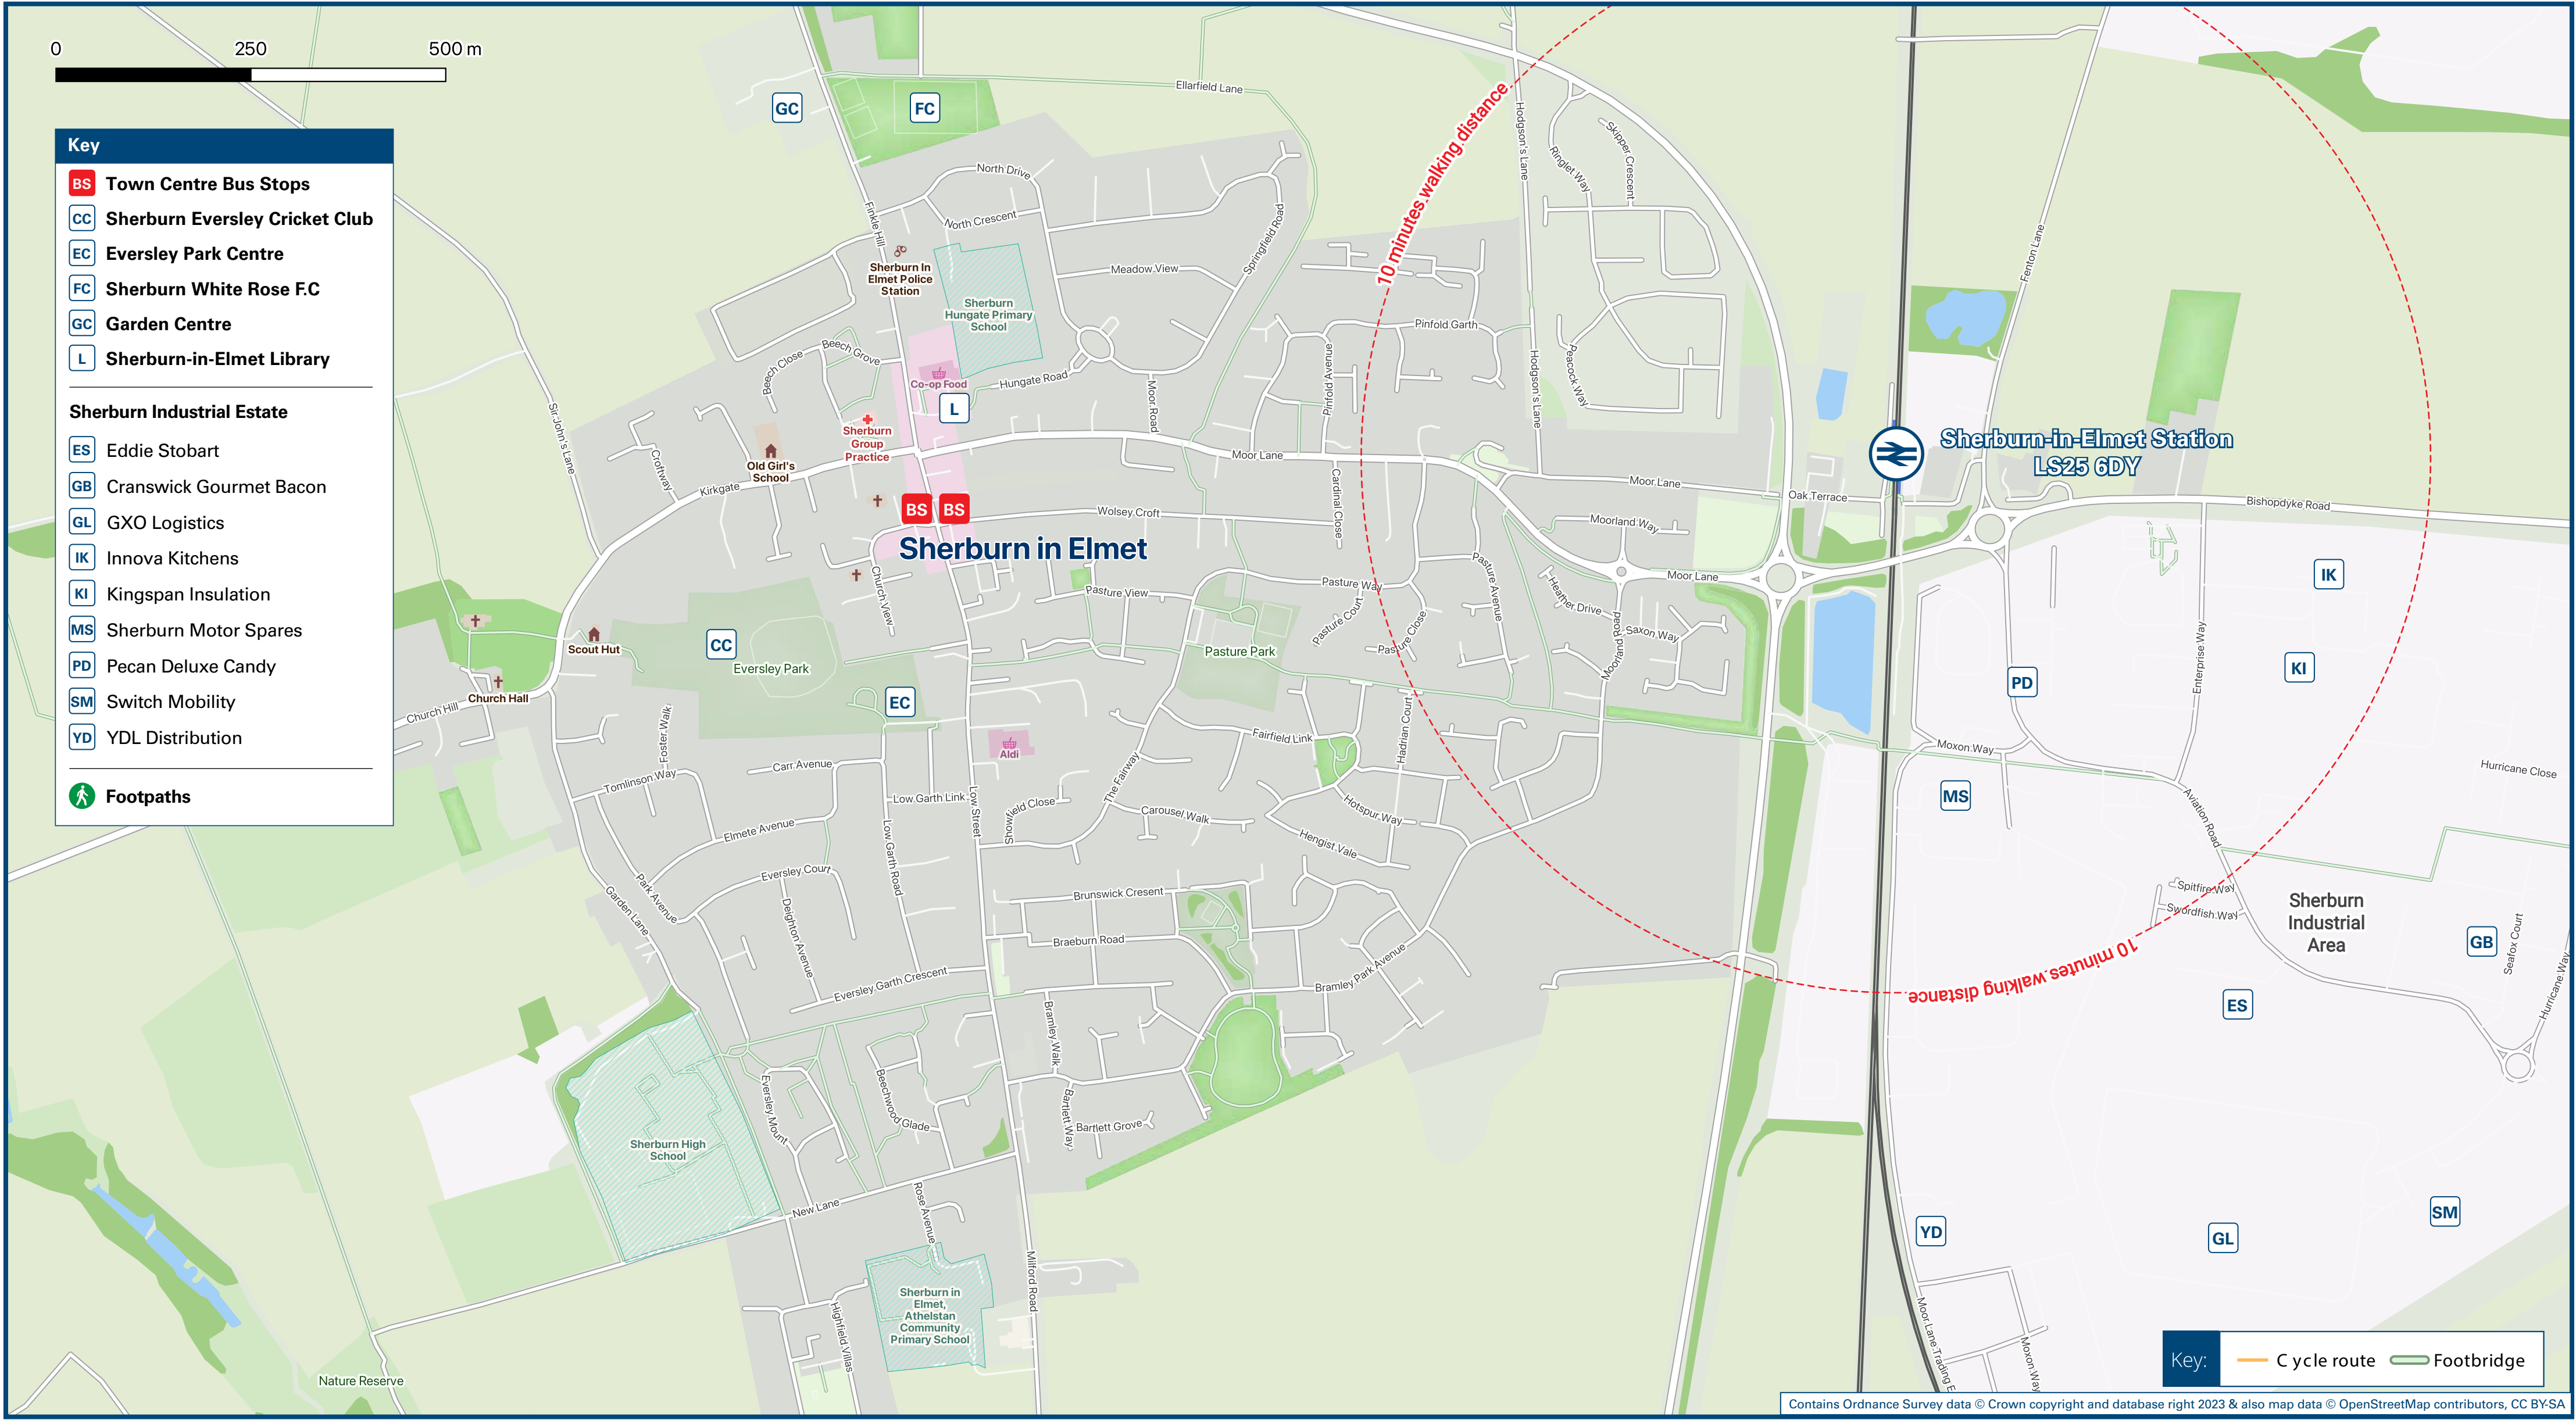 0 250 500 m
Key
BS Town Centre Bus Stops
CC Sherburn Eversley Cricket Club
EC Eversley Park Centre
FC Sherburn White Rose F.C
GC Garden Centre
L Sherburn-in-Elmet Library
Sherburn Industrial Estate
ES Eddie Stobart
GB Cranswick Gourmet Bacon
GL GXO Logistics
IK Innova Kitchens
KI Kingspan Insulation
MS Sherburn Motor Spares
PD Pecan Deluxe Candy
SM Switch Mobility
YD YDL Distribution
Footpaths
GC
FC
Ellarfield Lane
10 minutes walking distance
Hodgson's Lane
Ringlet Way
Skipper Crescent
North Drive
North Crescent
Finkle Hill
Sherburn In
Elmet Police
Station
Sherburn
Hungate Primary
School
Meadow View
Springfield Road
Fenton Lane
Pinfold Garth
Pinfold Avenue
Hodgson's Lane
Peacock Way
Beech Grove
Beech Close
Co-op Food
Hungate Road
L
Moor Road
Sir John's Lane
Croftway
Sherburn
Group
Practice
Old Girl's
School
Kirkgate
Moor Lane
Cardinal Close
Moor Lane
Oak Terrace
Sherburn-in-Elmet Station
LS25 6DY
Bishopdyke Road
BS BS
Wolsey Croft
Moorland Way
Sherburn in Elmet
Church View
Pasture View
Pasture Way
Pasture Court
Pasture Close
Pasture Avenue
Heather Drive
Moor Lane
Saxon Way
Moorland Road
IK
KI
PD
Enterprise Way
Scout Hut
CC
Eversley Park
Pasture Park
Church Hall
Church Hill
EC
Aldi
Foster Walk
Fairfield Link
Hadrian Court
Moxon Way
MS
Hurricane Close
Tomlinson Way
Carr Avenue
Low Garth Link
Low Street
Showfield Close
The Fairway
Carousel Walk
Hotspur Way
Hengist Vale
Aviation Road
Elmete Avenue
Low Garth Road
Eversley Court
Park Avenue
Garden Lane
Deighton Avenue
Brunswick Cresent
Braeburn Road
Spitfire Way
Swordfish Way
Sherburn
Industrial
Area
GB
Seafox Court
Hurricane Way
10 minutes walking distance
ES
Eversley Garth Crescent
Bramley Park Avenue
Bramley Walk
Eversley Mount
Beechwood Glade
Bartlett Way
Bartlett Grove
Sherburn High
School
New Lane
Rose Avenue
YD
GL
SM
Milford Road
Sherburn in
Elmet,
Athelstan
Community
Primary School
Highfield Villas
Moor Lane Trading E
Moxon Way
Nature Reserve
Key: Cycle route Footbridge
Contains Ordnance Survey data © Crown copyright and database right 2023 & also map data © OpenStreetMap contributors, CC BY-SA